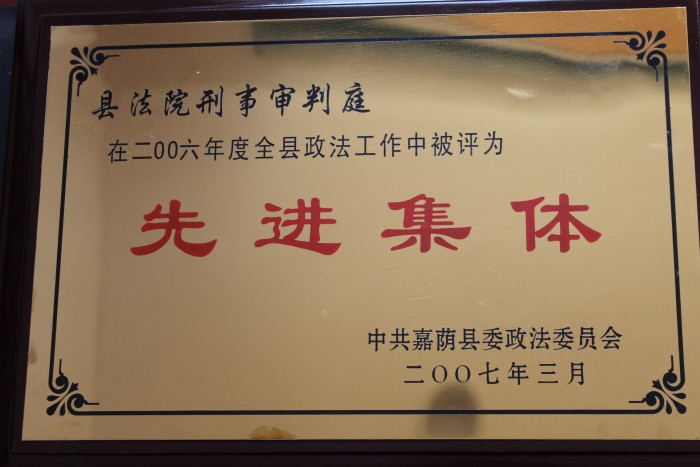 县法院刑事审判庭
在二00六年度全县政法工作中被评为
先进集体
中共嘉荫县委政法委员会
二OO七年三月